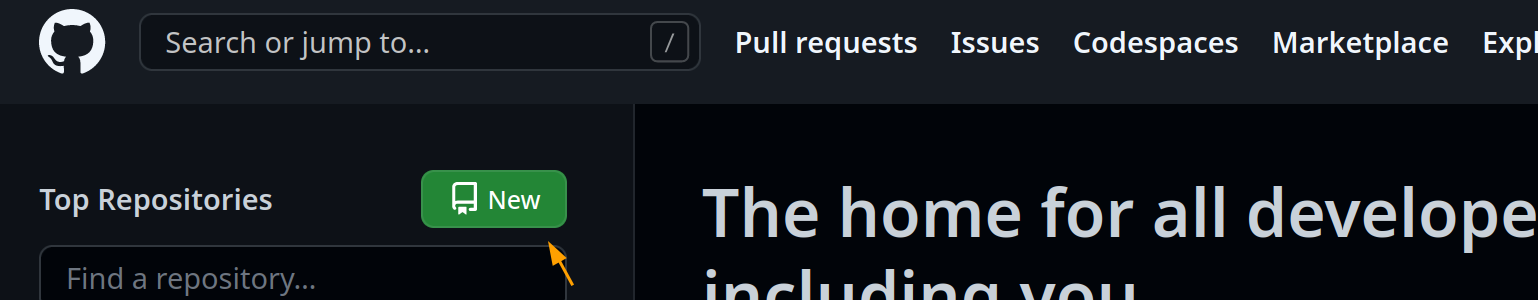 Search or jump to... /
Pull requests Issues Codespaces Marketplace Expl
Top Repositories
New
Find a repository...
The home for all develope
including you